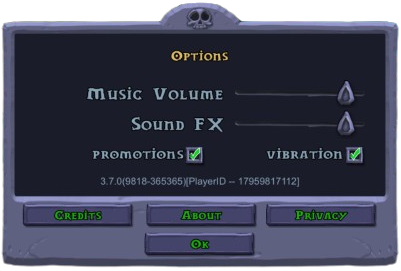 Options
Music Volume
Sound FX
Promotions Vibration
3.7.0(9818-365365)[PlayerID -- 17959817112]
Credits About Privacy
Ok